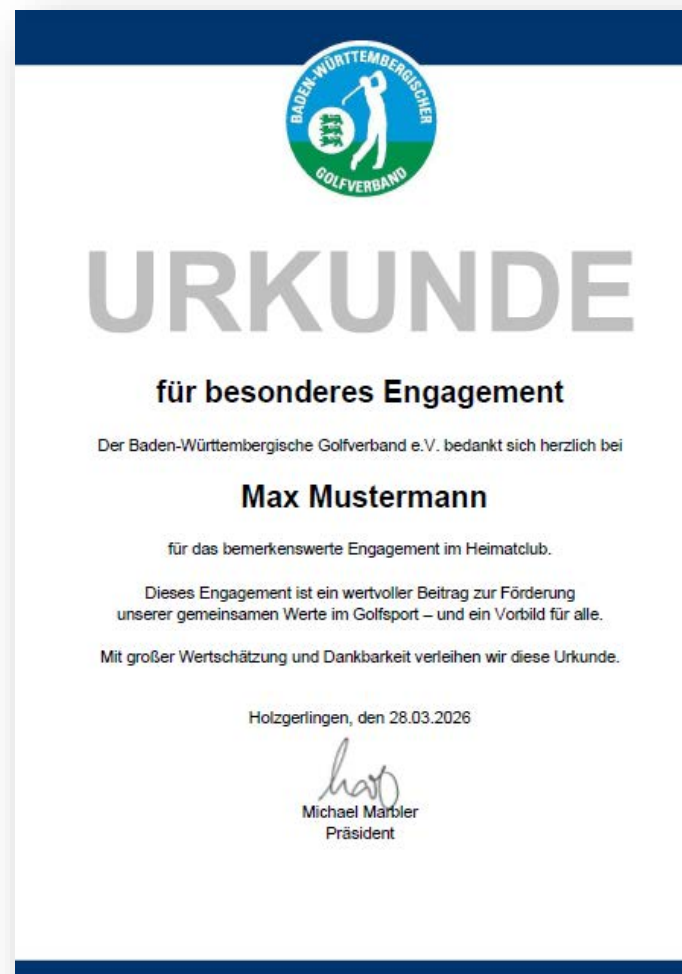 BADEN-WÜRTTEMBERGISCHER
GOLFVERBAND
URKUNDE
für besonderes Engagement
Der Baden-Württembergische Golfverband e.V. bedankt sich herzlich bei
Max Mustermann
für das bemerkenswerte Engagement im Heimatclub.
Dieses Engagement ist ein wertvoller Beitrag zur Förderung
unserer gemeinsamen Werte im Golfsport – und ein Vorbild für alle.
Mit großer Wertschätzung und Dankbarkeit verleihen wir diese Urkunde.
Holzgerlingen, den 28.03.2026
Michael Marbler
Präsident